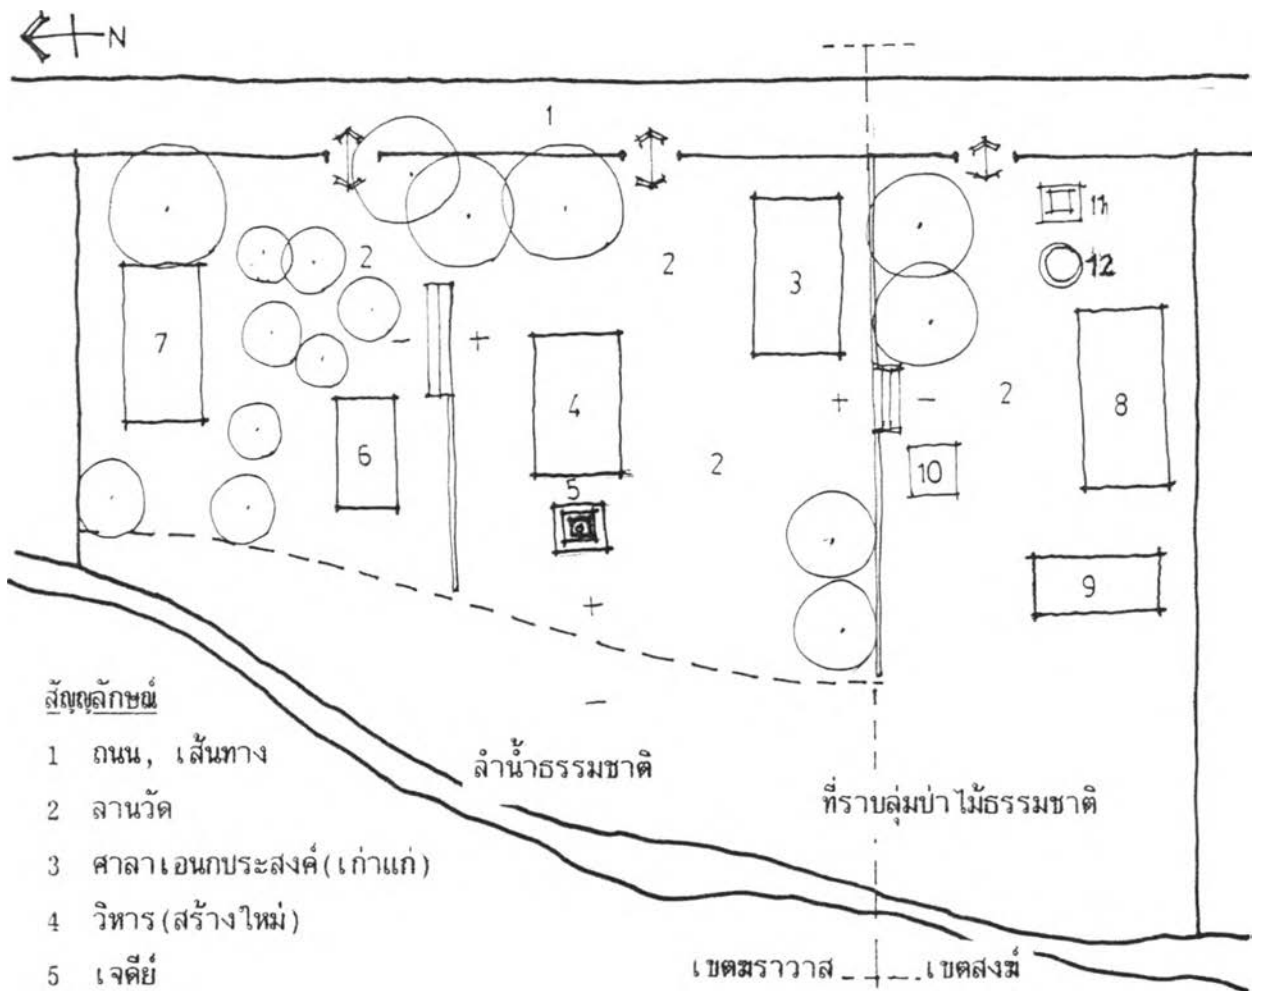 N
1
2
2
3
7
- +
4
+ -
2
8
11
12
6
2
10
5
9
+
-
สัญญลักษณ์
1 ถนน, เส้นทาง
2 ลานวัด
3 ศาลาเอนกประสงค์(เก่าแก่)
4 วิหาร(สร้างใหม่)
5 เจดีย์
ลำน้ำธรรมชาติ
ที่ราบลุ่มป่าไม้ธรรมชาติ
เขตฆราวาส
เขตสงฆ์